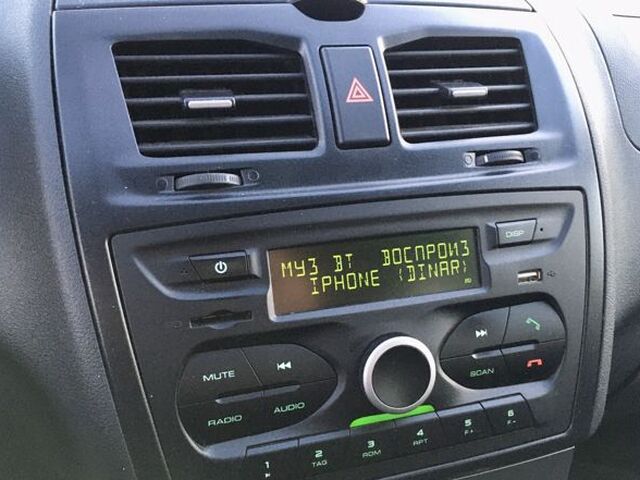 DISP
МУЗ BT ВОСПРОИЗ
IPHONE (DINAR)
MUTE
RADIO
AUDIO
SCAN
1
2
TAG
3
RDM
4
RPT
5
F-
6
F+